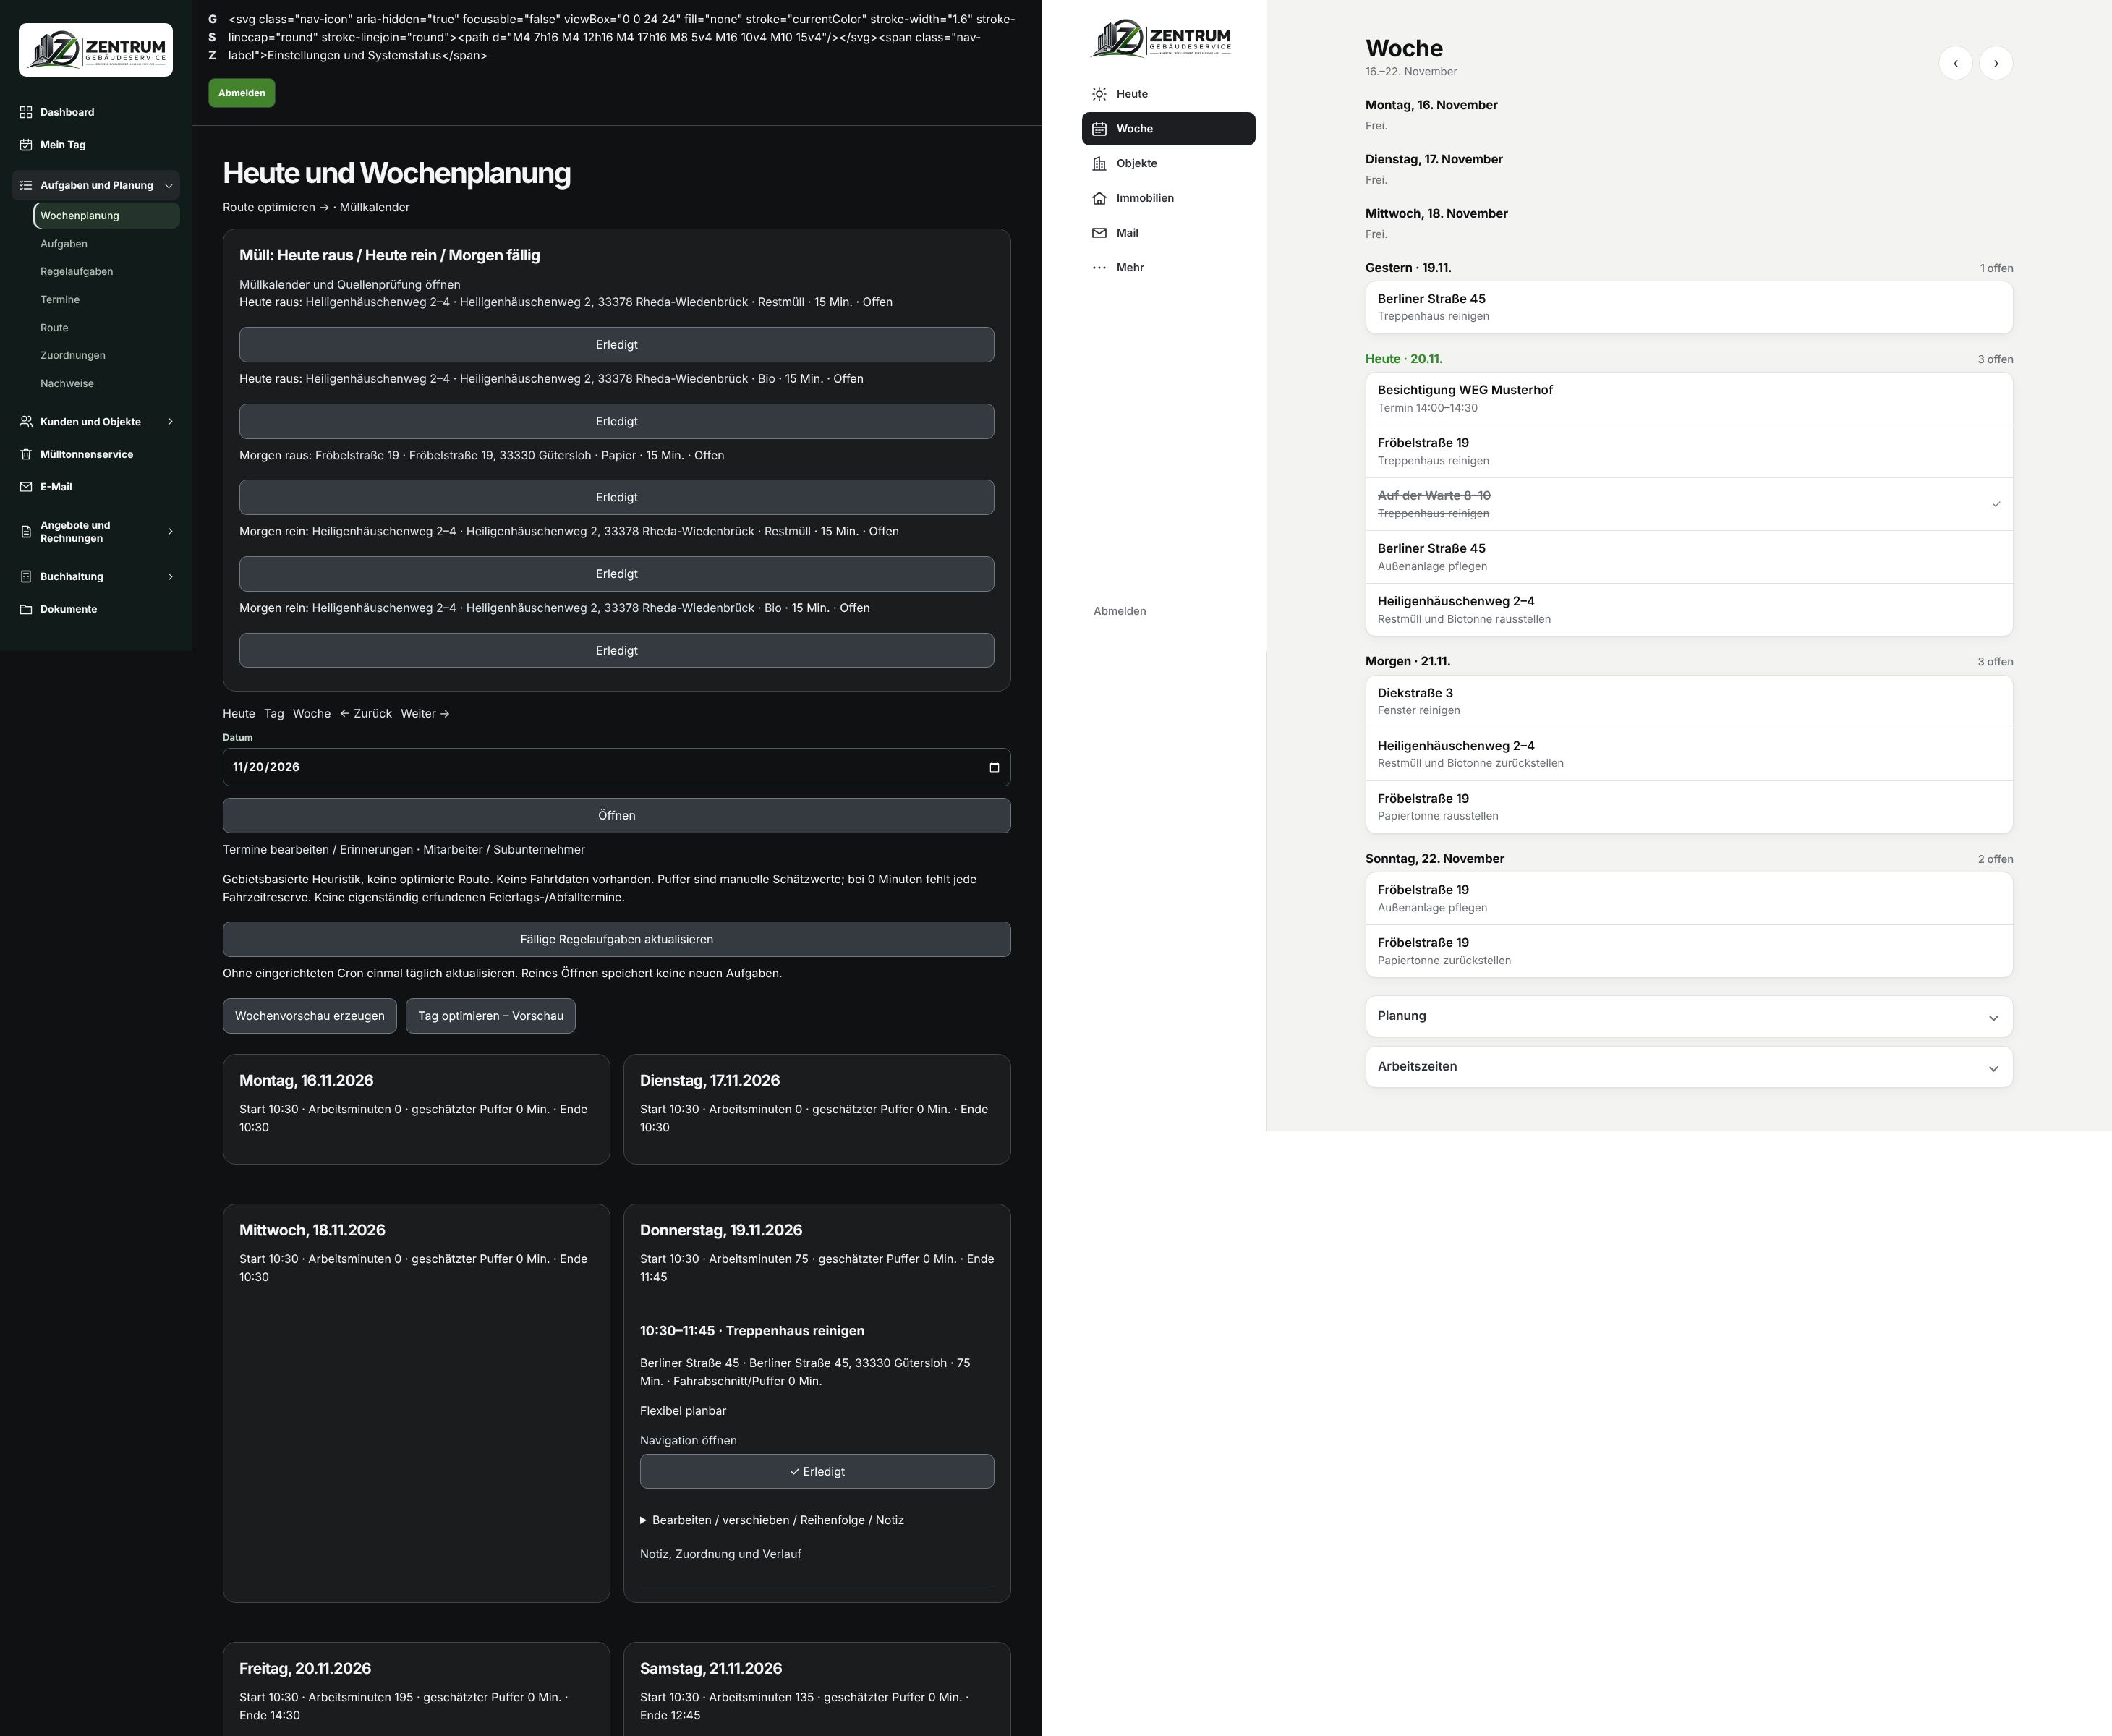 ZENTRUM
GEBÄUDESERVICE
Dashboard
Mein Tag
Aufgaben und Planung
Wochenplanung
Aufgaben
Regelaufgaben
Termine
Route
Zuordnungen
Nachweise
Kunden und Objekte
Mülltonnenservice
E-Mail
Angebote und
Rechnungen
Buchhaltung
Dokumente
G
S
Z
<svg class="nav-icon" aria-hidden="true" focusable="false" viewBox="0 0 24 24" fill="none" stroke="currentColor" stroke-width="1.6" stroke-
linecap="round" stroke-linejoin="round"><path d="M4 7h16 M4 12h16 M4 17h16 M8 5v4 M16 10v4 M10 15v4"/></svg><span class="nav-
label">Einstellungen und Systemstatus</span>
Abmelden
Heute und Wochenplanung
Route optimieren → · Müllkalender
Müll: Heute raus / Heute rein / Morgen fällig
Müllkalender und Quellenprüfung öffnen
Heute raus: Heiligenhäuschenweg 2–4 · Heiligenhäuschenweg 2, 33378 Rheda-Wiedenbrück · Restmüll · 15 Min. · Offen
Erledigt
Heute raus: Heiligenhäuschenweg 2–4 · Heiligenhäuschenweg 2, 33378 Rheda-Wiedenbrück · Bio · 15 Min. · Offen
Erledigt
Morgen raus: Fröbelstraße 19 · Fröbelstraße 19, 33330 Gütersloh · Papier · 15 Min. · Offen
Erledigt
Morgen rein: Heiligenhäuschenweg 2–4 · Heiligenhäuschenweg 2, 33378 Rheda-Wiedenbrück · Restmüll · 15 Min. · Offen
Erledigt
Morgen rein: Heiligenhäuschenweg 2–4 · Heiligenhäuschenweg 2, 33378 Rheda-Wiedenbrück · Bio · 15 Min. · Offen
Erledigt
Heute Tag Woche ← Zurück Weiter →
Datum
11/20/2026
Öffnen
Termine bearbeiten / Erinnerungen · Mitarbeiter / Subunternehmer
Gebietsbasierte Heuristik, keine optimierte Route. Keine Fahrtdaten vorhanden. Puffer sind manuelle Schätzwerte; bei 0 Minuten fehlt jede
Fahrzeitreserve. Keine eigenständig erfundenen Feiertags-/Abfalltermine.
Fällige Regelaufgaben aktualisieren
Ohne eingerichteten Cron einmal täglich aktualisieren. Reines Öffnen speichert keine neuen Aufgaben.
Wochenvorschau erzeugen
Tag optimieren – Vorschau
Montag, 16.11.2026
Start 10:30 · Arbeitsminuten 0 · geschätzter Puffer 0 Min. · Ende
10:30
Dienstag, 17.11.2026
Start 10:30 · Arbeitsminuten 0 · geschätzter Puffer 0 Min. · Ende
10:30
Mittwoch, 18.11.2026
Start 10:30 · Arbeitsminuten 0 · geschätzter Puffer 0 Min. · Ende
10:30
Donnerstag, 19.11.2026
Start 10:30 · Arbeitsminuten 75 · geschätzter Puffer 0 Min. · Ende
11:45
10:30–11:45 · Treppenhaus reinigen
Berliner Straße 45 · Berliner Straße 45, 33330 Gütersloh · 75
Min. · Fahrabschnitt/Puffer 0 Min.
Flexibel planbar
Navigation öffnen
✓ Erledigt
▶ Bearbeiten / verschieben / Reihenfolge / Notiz
Notiz, Zuordnung und Verlauf
Freitag, 20.11.2026
Start 10:30 · Arbeitsminuten 195 · geschätzter Puffer 0 Min. ·
Ende 14:30
Samstag, 21.11.2026
Start 10:30 · Arbeitsminuten 135 · geschätzter Puffer 0 Min. ·
Ende 12:45
ZENTRUM
GEBÄUDESERVICE
Heute
Woche
Objekte
Immobilien
Mail
Mehr
Abmelden
Woche
16.–22. November
‹ ›
Montag, 16. November
Frei.
Dienstag, 17. November
Frei.
Mittwoch, 18. November
Frei.
Gestern · 19.11. 1 offen
Berliner Straße 45
Treppenhaus reinigen
Heute · 20.11. 3 offen
Besichtigung WEG Musterhof
Termin 14:00–14:30
Fröbelstraße 19
Treppenhaus reinigen
Auf der Warte 8–10
Treppenhaus reinigen ✓
Berliner Straße 45
Außenanlage pflegen
Heiligenhäuschenweg 2–4
Restmüll und Biotonne rausstellen
Morgen · 21.11. 3 offen
Diekstraße 3
Fenster reinigen
Heiligenhäuschenweg 2–4
Restmüll und Biotonne zurückstellen
Fröbelstraße 19
Papiertonne rausstellen
Sonntag, 22. November 2 offen
Fröbelstraße 19
Außenanlage pflegen
Fröbelstraße 19
Papiertonne zurückstellen
Planung
Arbeitszeiten